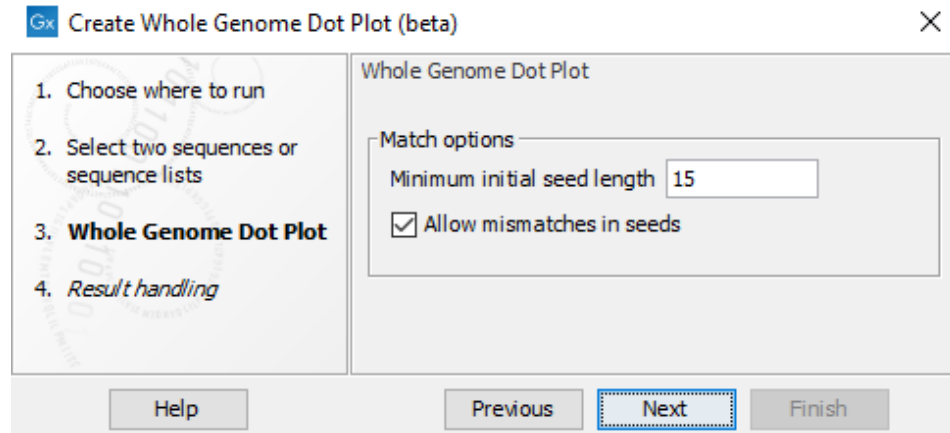 Gx Create Whole Genome Dot Plot (beta)
1. Choose where to run
2. Select two sequences or
sequence lists
3. Whole Genome Dot Plot
4. Result handling
Whole Genome Dot Plot
Match options
Minimum initial seed length 15
Allow mismatches in seeds
Help
Previous
Next
Finish